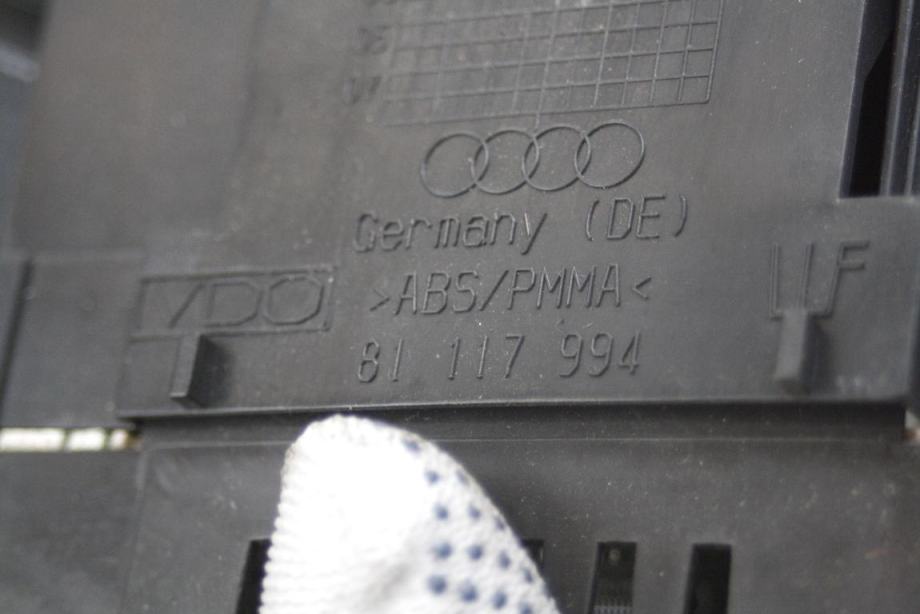 Germany (DE)
VDO
>ABS/PMMA<
81 117 994